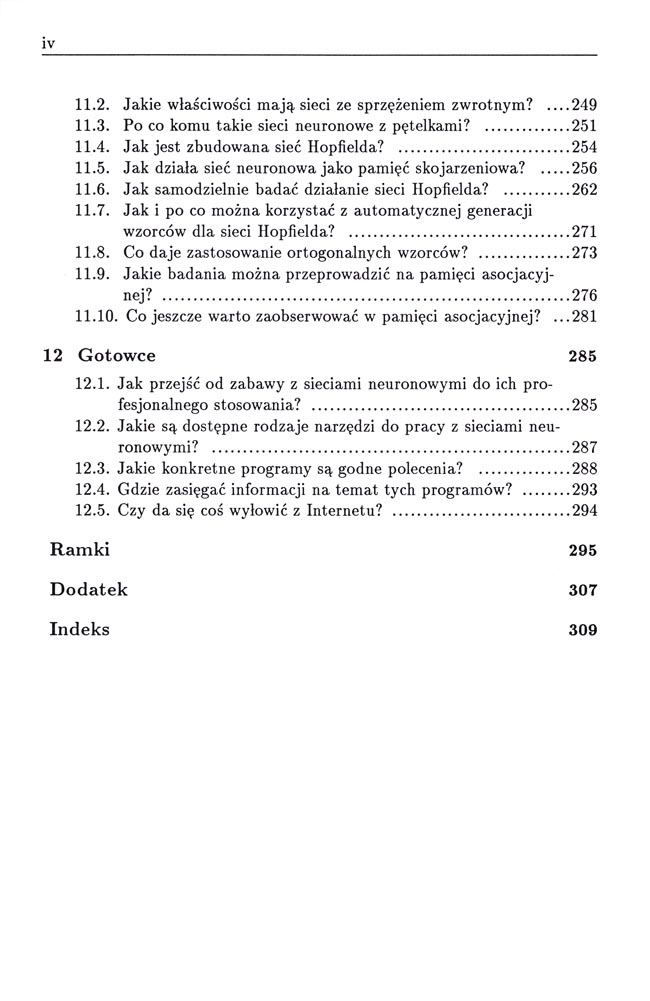 iv
11.2. Jakie właściwości mają sieci ze sprzężeniem zwrotnym? ....249
11.3. Po co komu takie sieci neuronowe z pętelkami? ..............251
11.4. Jak jest zbudowana sieć Hopfielda? ............................254
11.5. Jak działa sieć neuronowa jako pamięć skojarzeniowa? .....256
11.6. Jak samodzielnie badać działanie sieci Hopfielda? ...........262
11.7. Jak i po co można korzystać z automatycznej generacji
wzorców dla sieci Hopfielda? ....................................271
11.8. Co daje zastosowanie ortogonalnych wzorców? ...............273
11.9. Jakie badania można przeprowadzić na pamięci asocjacyj-
nej? ...................................................................276
11.10. Co jeszcze warto zaobserwować w pamięci asocjacyjnej? ...281
12 Gotowce 285
12.1. Jak przejść od zabawy z sieciami neuronowymi do ich pro-
fesjonalnego stosowania? ..........................................285
12.2. Jakie są dostępne rodzaje narzędzi do pracy z sieciami neu-
ronowymi? ...........................................................287
12.3. Jakie konkretne programy są godne polecenia? ...............288
12.4. Gdzie zasięgać informacji na temat tych programów? ........293
12.5. Czy da się coś wyłowić z Internetu? .............................294
Ramki 295
Dodatek 307
Indeks 309